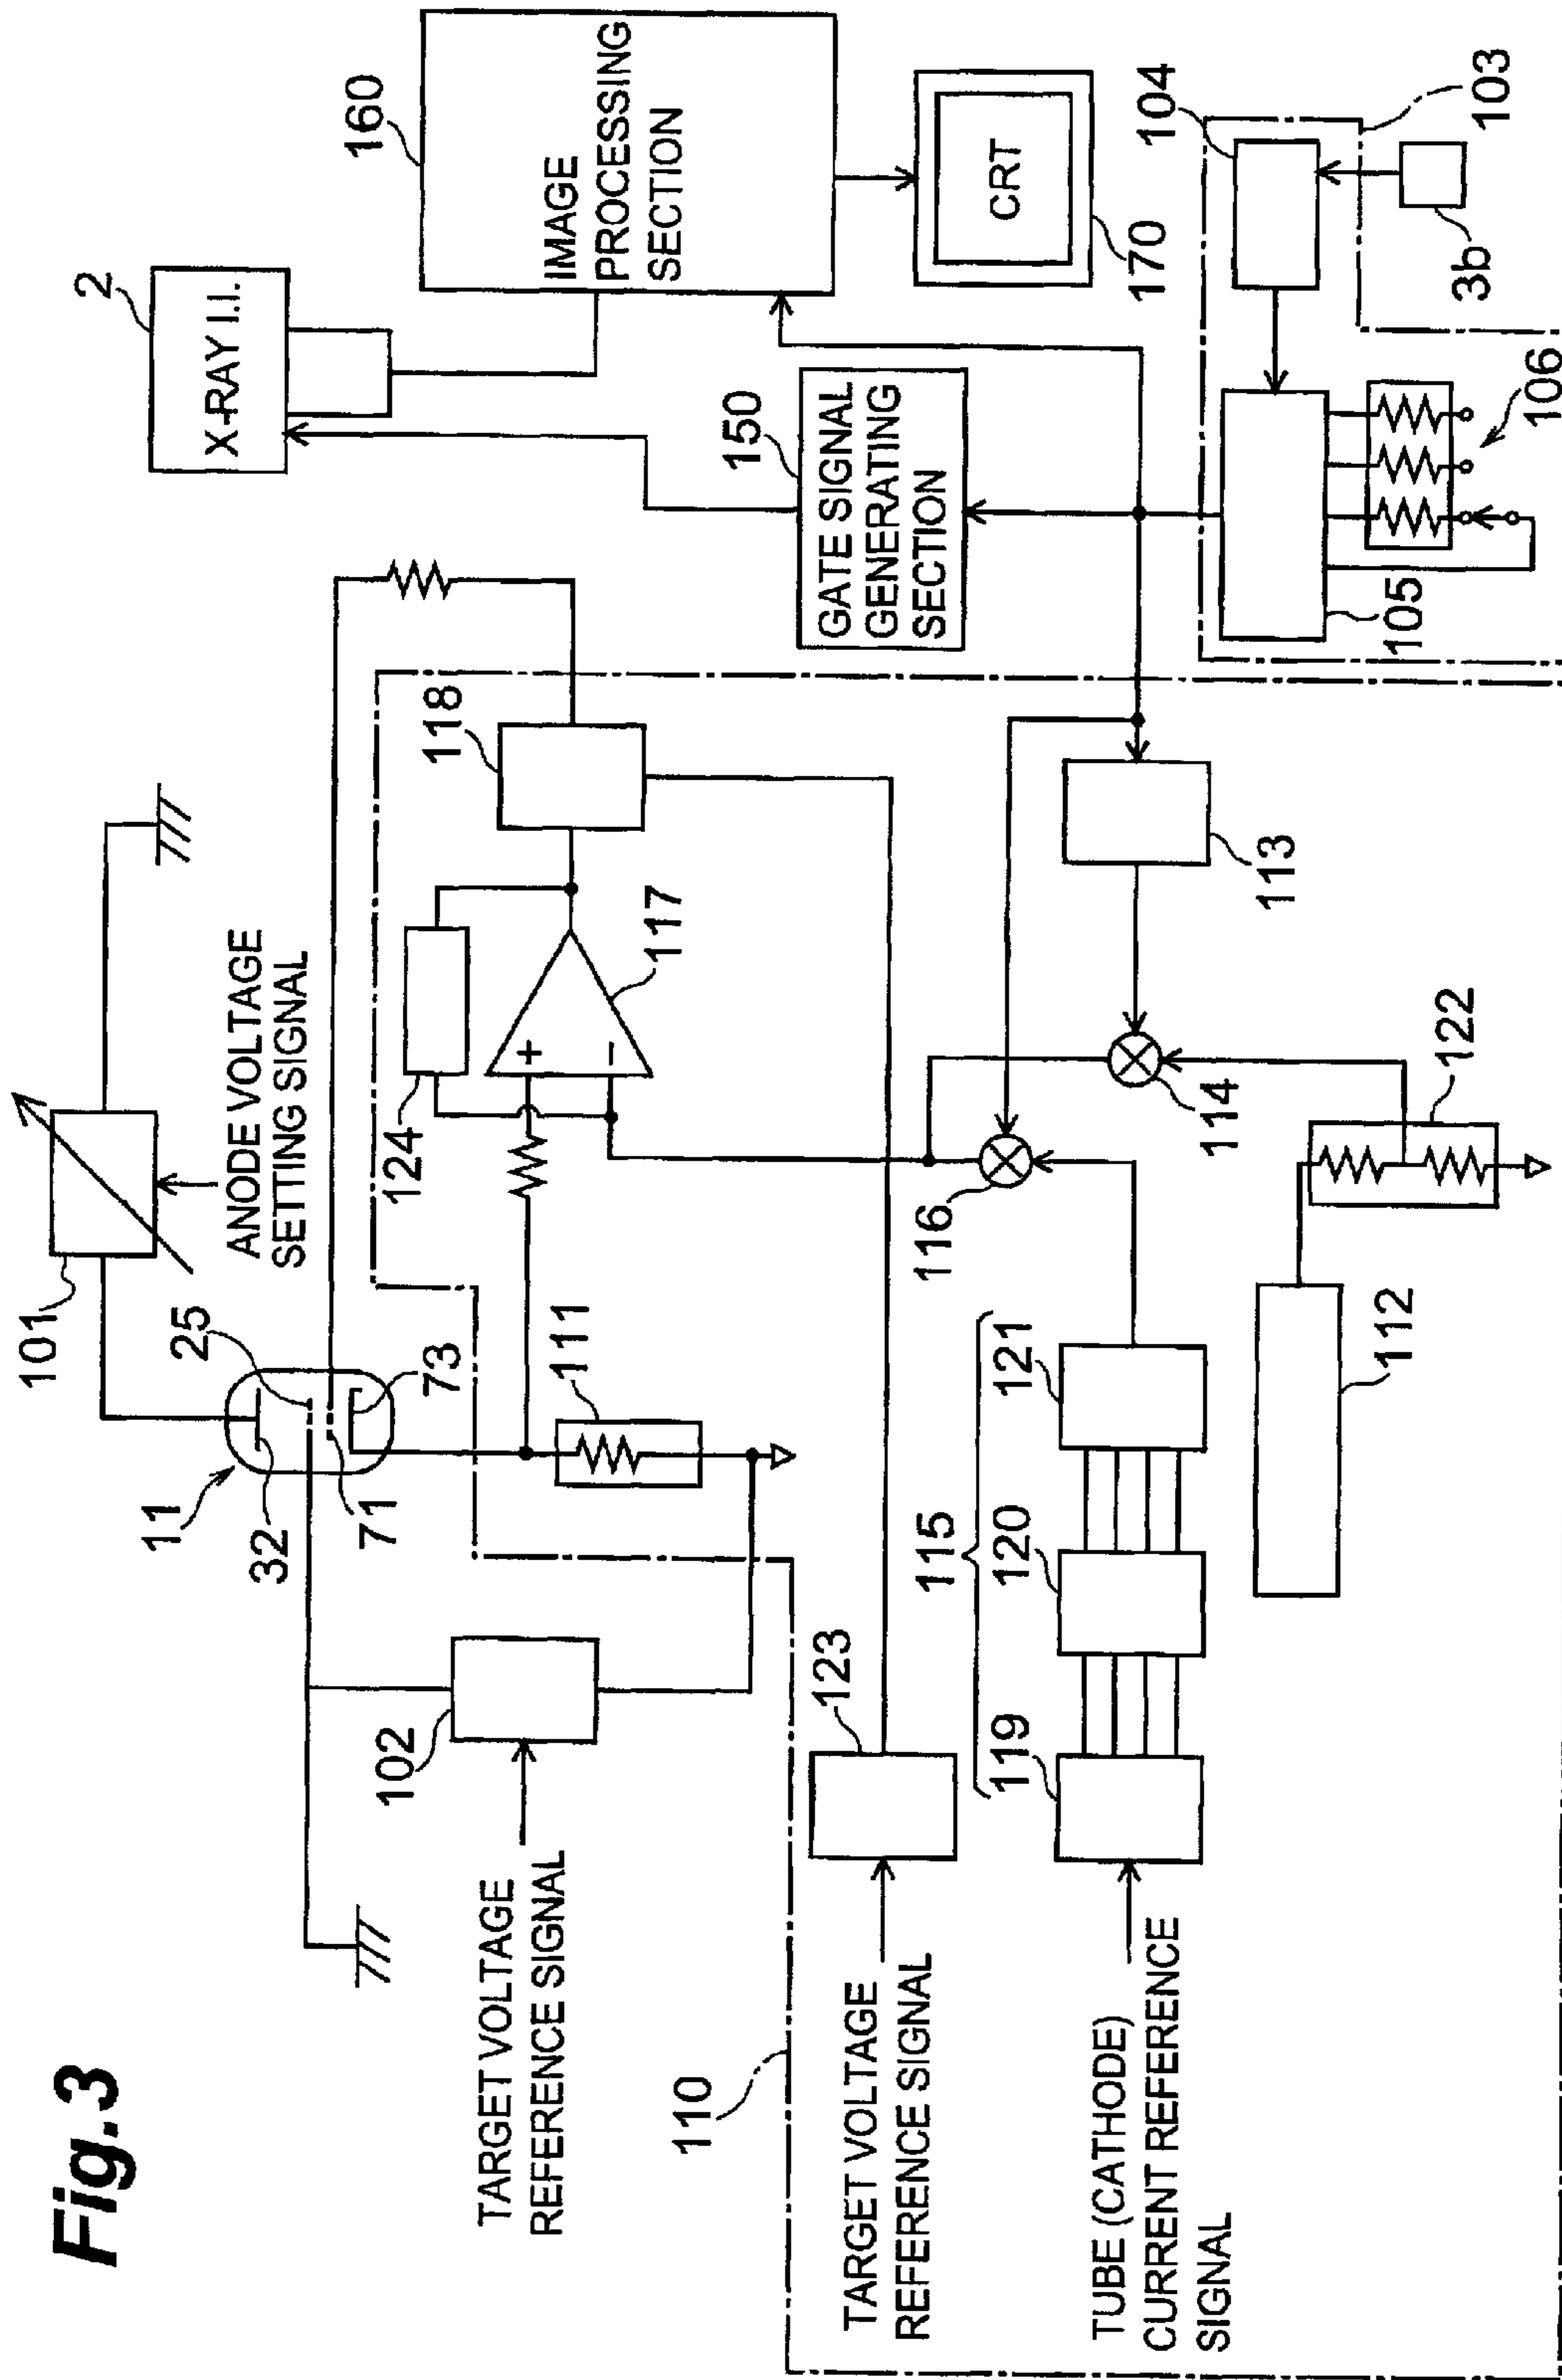 Fig.3
101
ANODE VOLTAGE
SETTING SIGNAL
2
X-RAY I.I.
160
IMAGE
PROCESSING
SECTION
11
32
25
71
73
102
TARGET VOLTAGE
REFERENCE SIGNAL
111
124
+
−
117
118
150
GATE SIGNAL
GENERATING
SECTION
CRT
170
110
123
TARGET VOLTAGE
REFERENCE SIGNAL
115
119
120
121
TUBE (CATHODE)
CURRENT REFERENCE
SIGNAL
116
114
113
112
122
105
106
104
103
3b